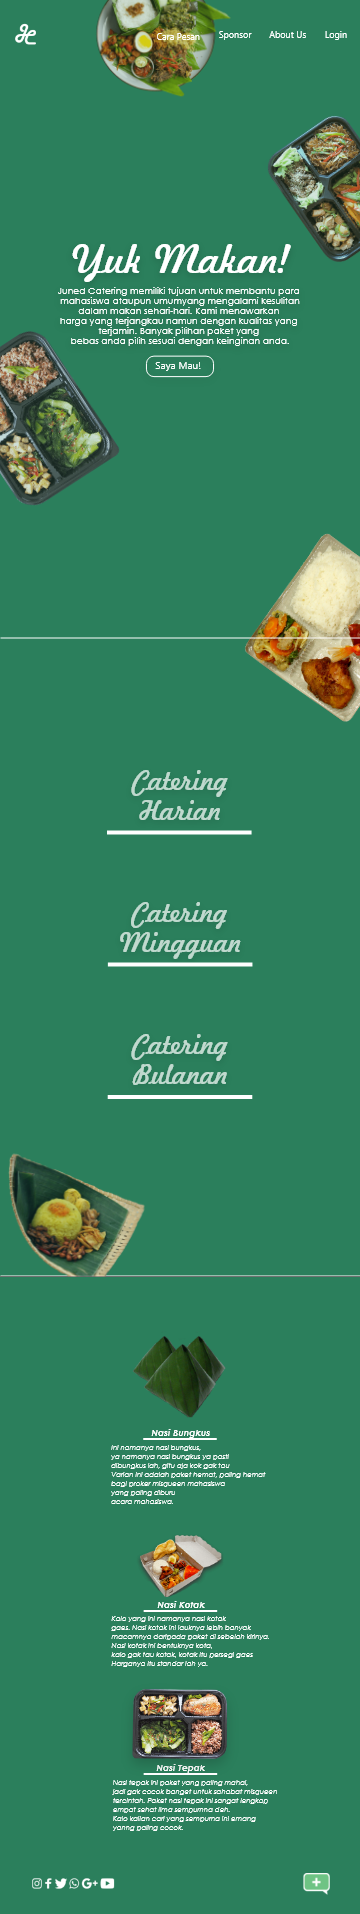 JC
Cara Pesan Sponsor About Us Login
Yuk Makan!
Juned Catering memiliki tujuan untuk membantu para
mahasiswa ataupun umumyang mengalami kesulitan
dalam makan sehari-hari. Kami menawarkan
harga yang terjangkau namun dengan kualitas yang
terjamin. Banyak pilihan paket yang
bebas anda pilih sesuai dengan keinginan anda.
Saya Mau!
Catering
Harian
Catering
Mingguan
Catering
Bulanan
Nasi Bungkus
Ini namanya nasi bungkus,
ya namanya nasi bungkus ya pasti
dibungkus lah, gitu aja kok gak tau
Varian ini adalah paket hemat, paling hemat
bagi proker misqueen mahasiswa
yang paling diburu
acara mahasiswa.
Nasi Kotak
Kalo yang ini namanya nasi kotak
gaes. Nasi kotak ini lauknya lebih banyak
macamnya daripada paket di sebelah kirinya.
Nasi kotak ini bentuknya kota,
kalo gak tau kotak, kotak itu persegi gaes
Harganya itu standar lah ya.
Nasi Tepak
Nasi tepak ini paket yang paling mahal,
jadi gak cocok banget untuk sahabat misqueen
tercintah. Paket nasi tepak ini sangat lengkap
empat sehat lima sempurna deh.
Kalo kalian cari yang sempurna ini emang
yanng paling cocok.